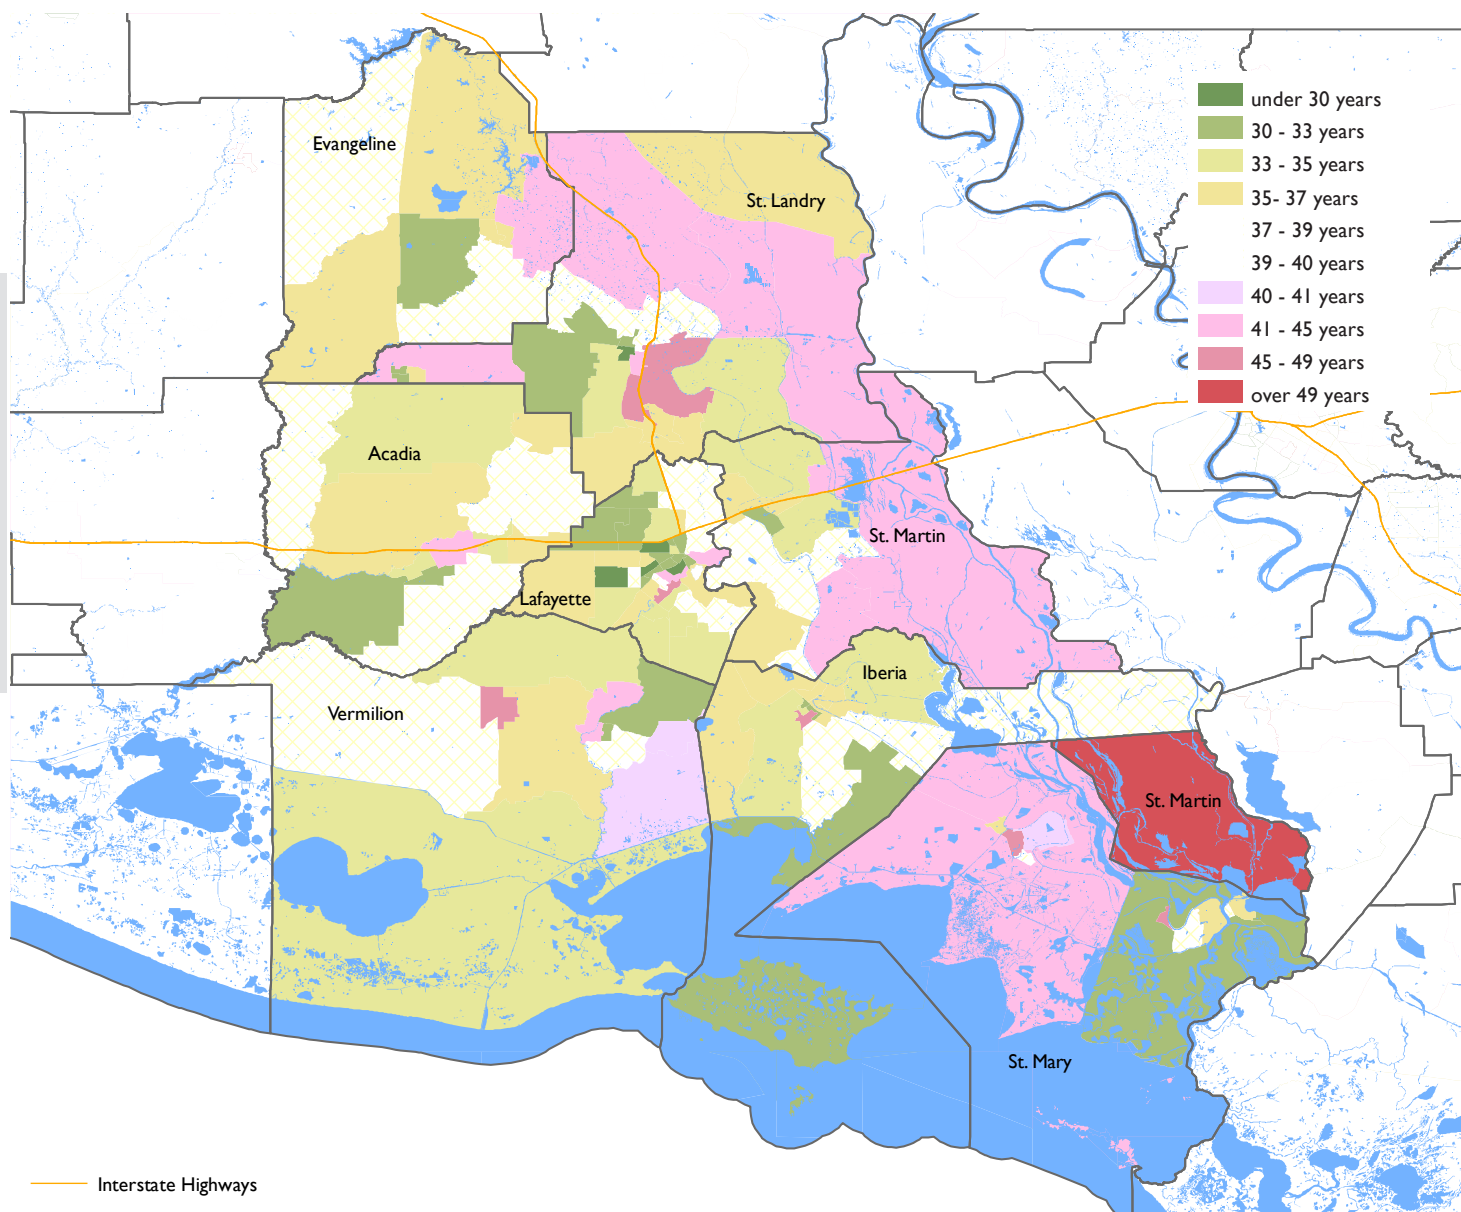 under 30 years
30 - 33 years
33 - 35 years
35- 37 years
37 - 39 years
39 - 40 years
40 - 41 years
41 - 45 years
45 - 49 years
over 49 years
Evangeline
St. Landry
Acadia
St. Martin
Lafayette
Iberia
Vermilion
St. Martin
St. Mary
Interstate Highways